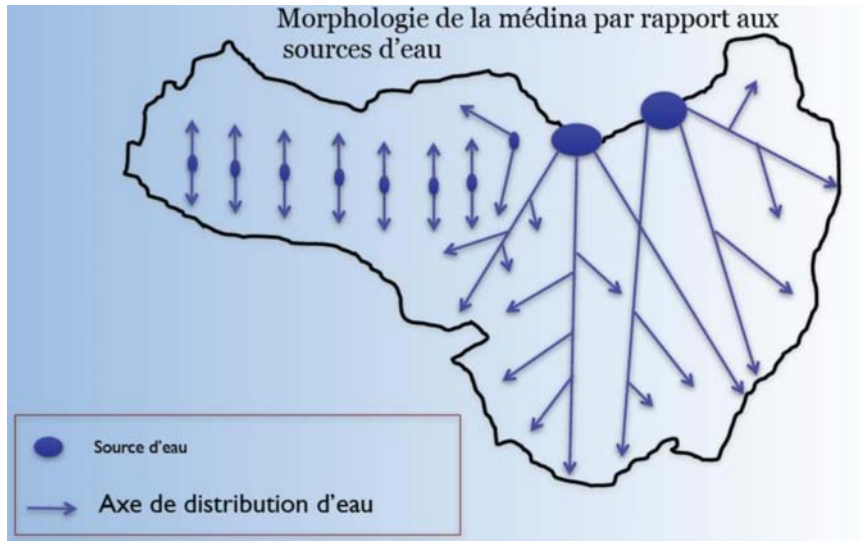 Morphologie de la médina par rapport aux
sources d’eau
Source d'eau
Axe de distribution d'eau